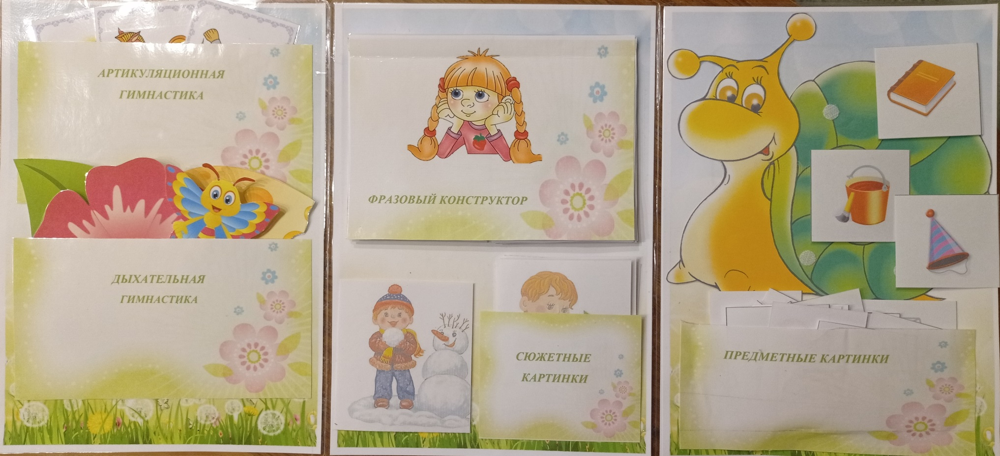 АРТИКУЛЯЦИОННАЯ
ГИМНАСТИКА
ДЫХАТЕЛЬНАЯ
ГИМНАСТИКА
ФРАЗОВЫЙ КОНСТРУКТОР
СЮЖЕТНЫЕ
КАРТИНКИ
ПРЕДМЕТНЫЕ КАРТИНКИ